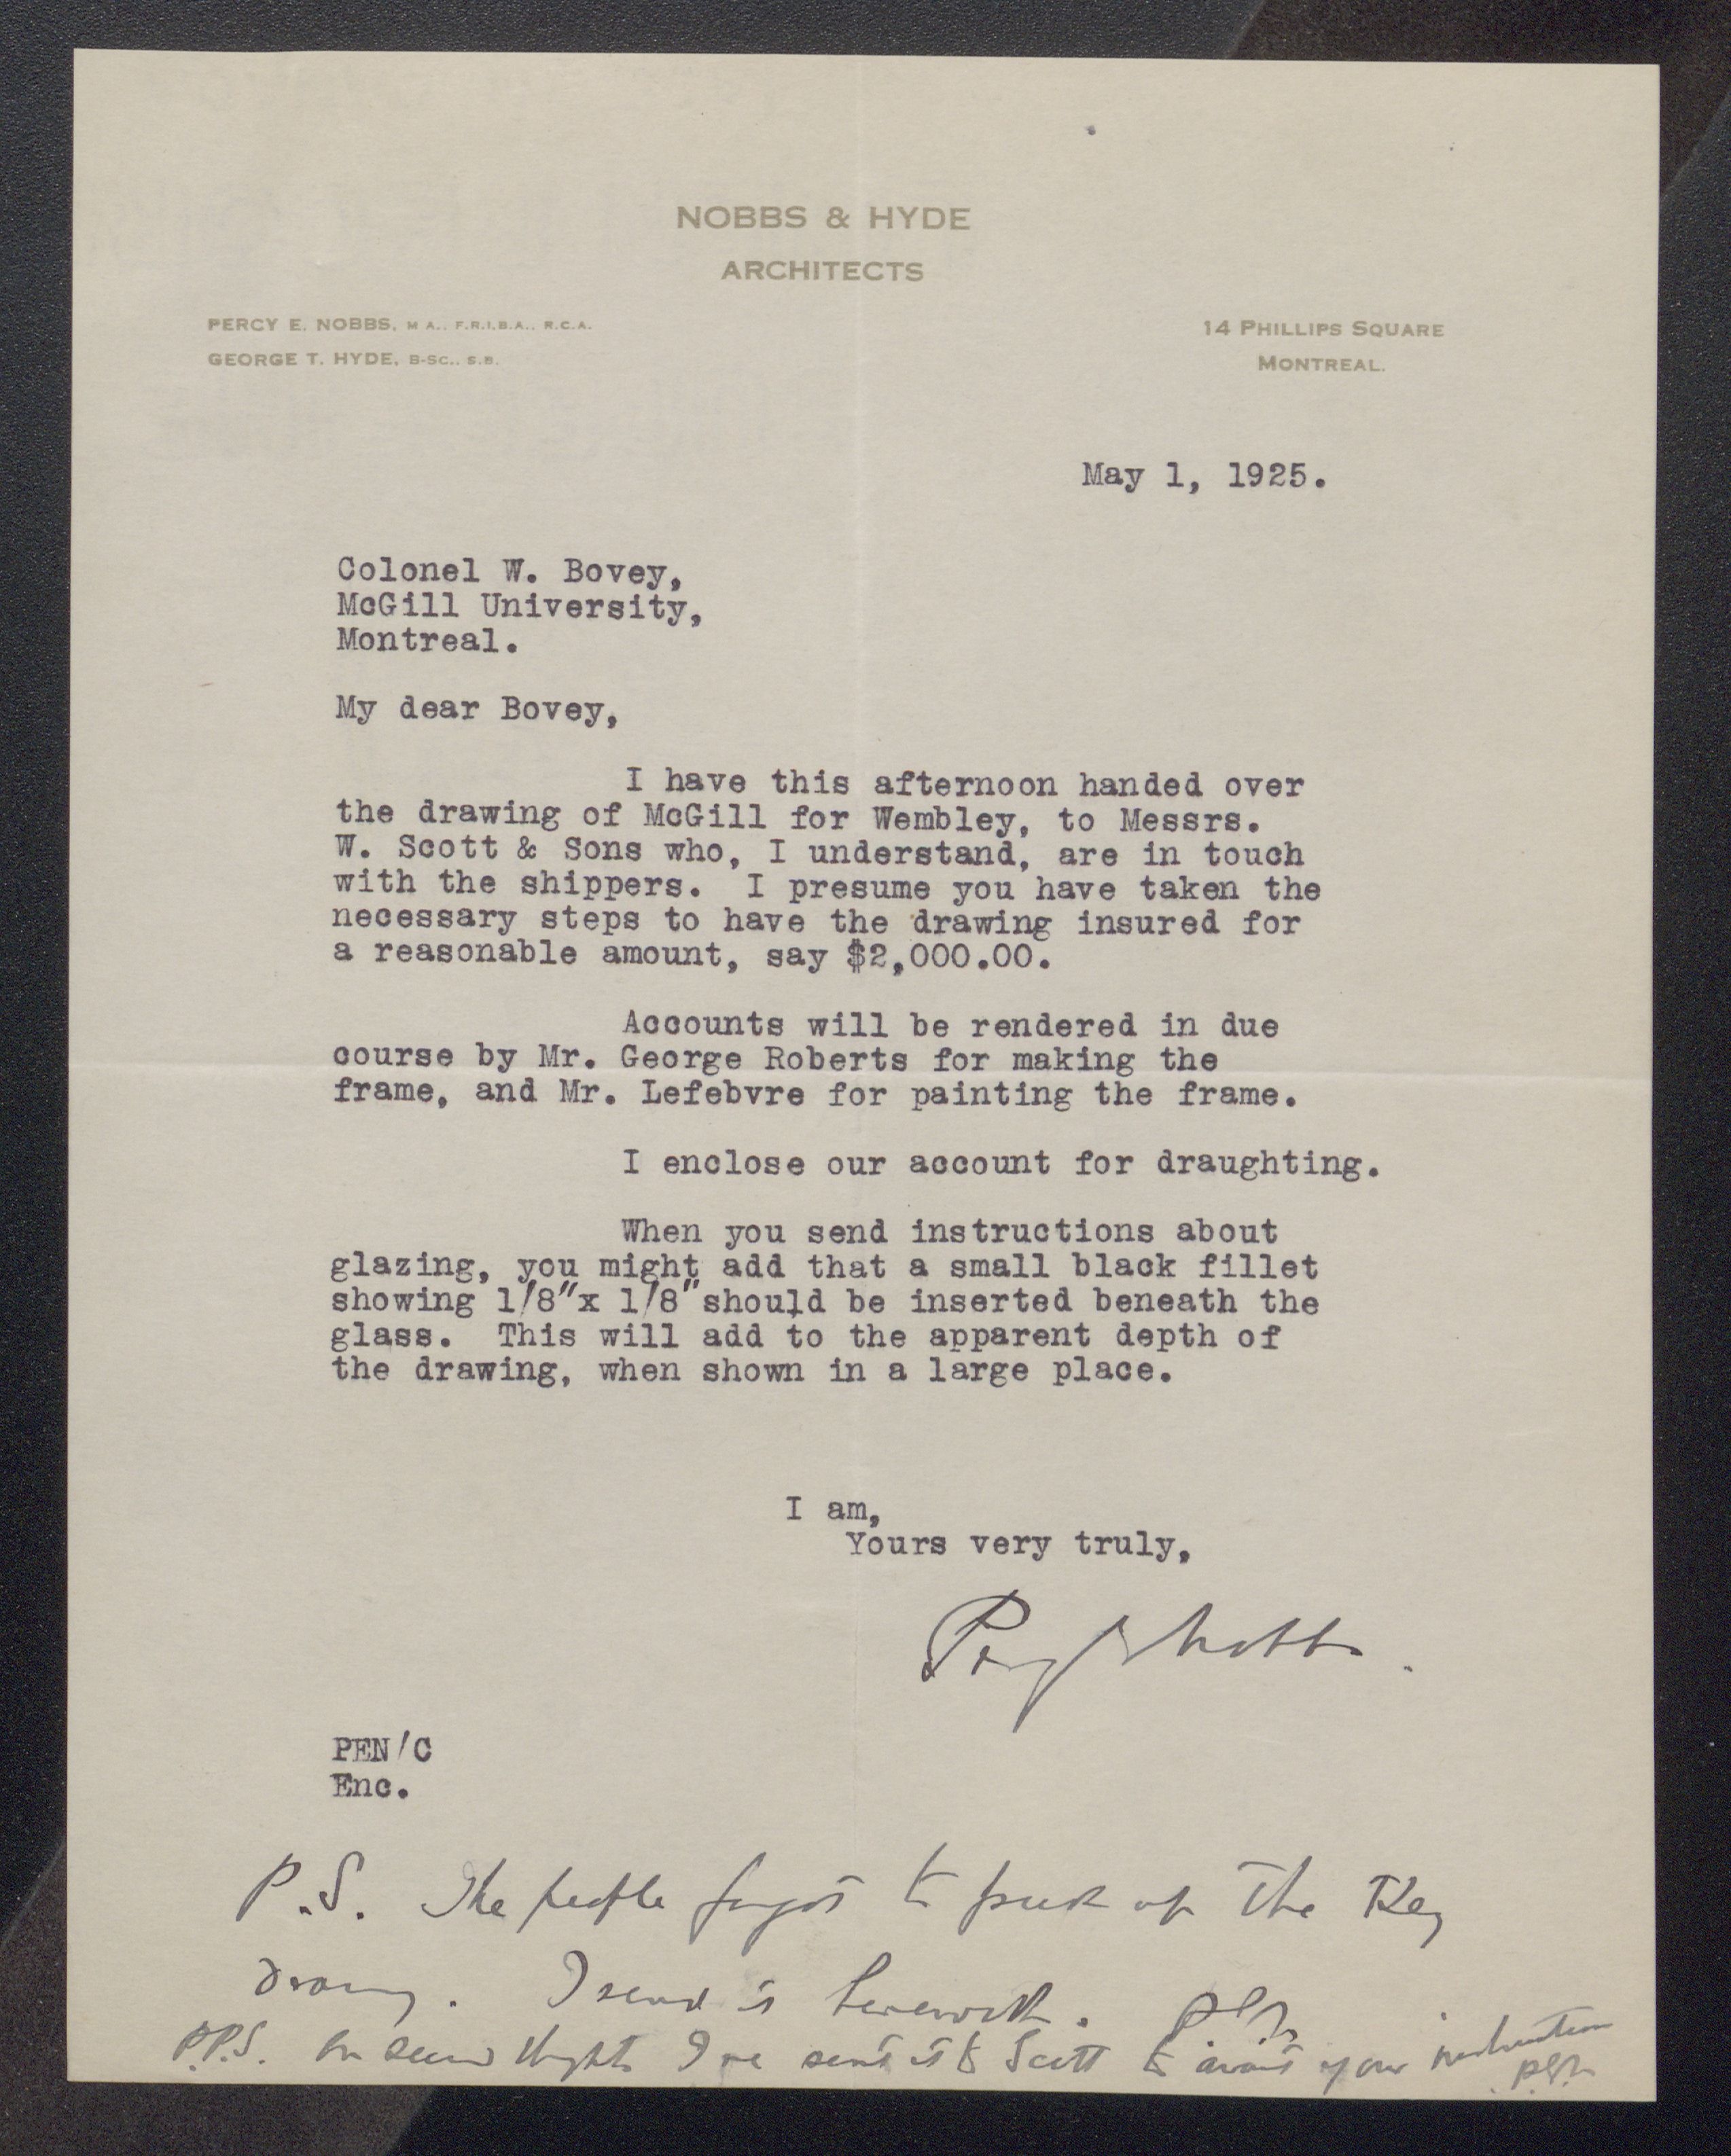 NOBBS & HYDE
ARCHITECTS
PERCY E. NOBBS, M A., F.R.I.B.A., R.C.A.
GEORGE T. HYDE, B-SC., S.B.
14 PHILLIPS SQUARE
MONTREAL.
May 1, 1925.
Colonel W. Bovey,
McGill University,
Montreal.
My dear Bovey,
I have this afternoon handed over
the drawing of McGill for Wembley, to Messrs.
W. Scott & Sons who, I understand, are in touch
with the shippers. I presume you have taken the
necessary steps to have the drawing insured for
a reasonable amount, say $2,000.00.
Accounts will be rendered in due
course by Mr. George Roberts for making the
frame, and Mr. Lefebvre for painting the frame.
I enclose our account for draughting.
When you send instructions about
glazing, you might add that a small black fillet
showing 1/8"x 1/8" should be inserted beneath the
glass. This will add to the apparent depth of
the drawing, when shown in a large place.
I am,
Yours very truly,
Percy E Nobbs.
PEN/C
Enc.
P.S. The people forgot to pick up the Key
Drawing. I send it herewith. PEN
P.P.S. On second thoughts I've sent it to Scott to await your instructions
PEN